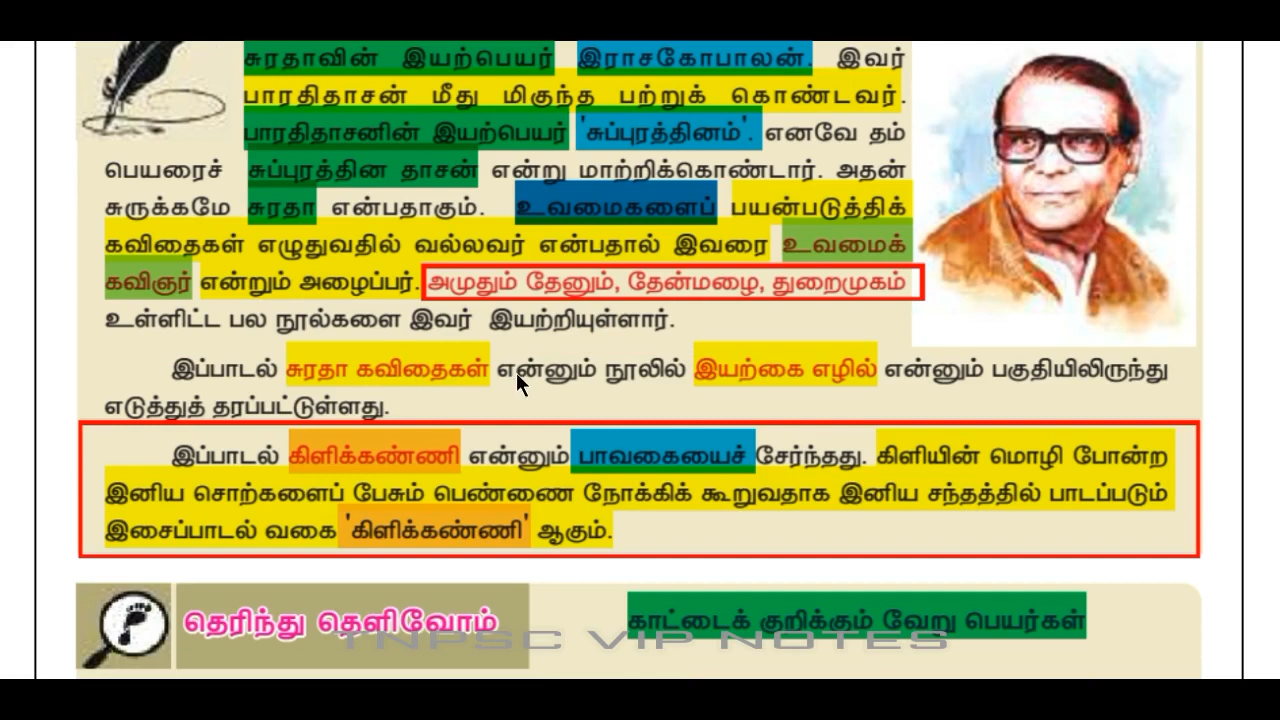 சுரதாவின் இயற்பெயர் இராசகோபாலன். இவர்
பாரதிதாசன் மீது மிகுந்த பற்றுக் கொண்டவர்.
பாரதிதாசனின் இயற்பெயர் 'சுப்புரத்தினம்'. எனவே தம்
பெயரைச் சுப்புரத்தின தாசன் என்று மாற்றிக்கொண்டார். அதன்
சுருக்கமே சுரதா என்பதாகும். உவமைகளைப் பயன்படுத்திக்
கவிதைகள் எழுதுவதில் வல்லவர் என்பதால் இவரை உவமைக்
கவிஞர் என்றும் அழைப்பர். அமுதும் தேனும், தேன்மழை, துறைமுகம்
உள்ளிட்ட பல நூல்களை இவர் இயற்றியுள்ளார்.
இப்பாடல் சுரதா கவிதைகள் என்னும் நூலில் இயற்கை எழில் என்னும் பகுதியிலிருந்து
எடுத்துத் தரப்பட்டுள்ளது.
இப்பாடல் கிளிக்கண்ணி என்னும் பாவகையைச் சேர்ந்தது. கிளியின் மொழி போன்ற
இனிய சொற்களைப் பேசும் பெண்ணை நோக்கிக் கூறுவதாக இனிய சந்தத்தில் பாடப்படும்
இசைப்பாடல் வகை 'கிளிக்கண்ணி' ஆகும்.
தெரிந்து தெளிவோம் காட்டைக் குறிக்கும் வேறு பெயர்கள்
TNPSC VIP NOTES